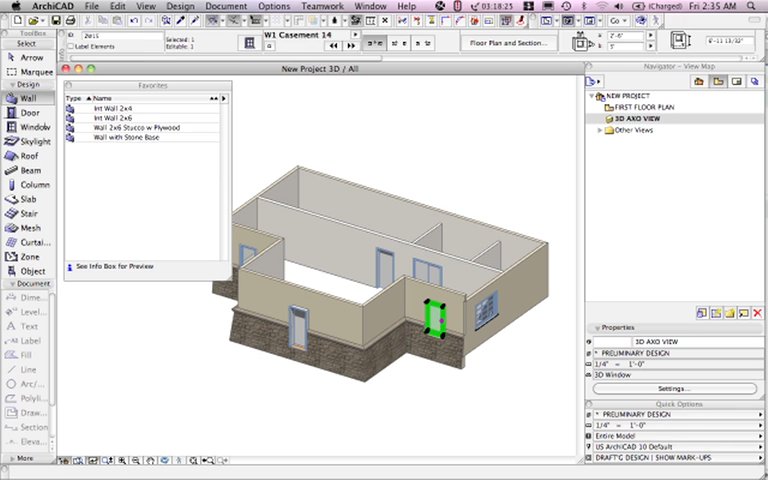 ArchiCAD File Edit View Design Document Options Teamwork Window Help 03:18:25 (Charged) Fri 2:35 AM
ToolBox
Select
Arrow
Marquee
Design
Wall
Door
Window
Skylight
Roof
Beam
Column
Slab
Stair
Mesh
Curtai...
Zone
Object
Document
Dime...
Level...
Text
Label
Fill
Line
Arc/...
Polyli...
Draw...
Section
Eleva...
More
Label Elements
Selected: 1
Editable: 1
W1 Casement 14
Floor Plan and Section...
2'-6"
5'
New Project 3D / All
Favorites
Type Name
Int Wall 2x4
Int Wall 2x6
Wall 2x6 Stucco w Plywood
Wall with Stone Base
See Info Box for Preview
Navigator - View Map
NEW PROJECT
FIRST FLOOR PLAN
3D AXO VIEW
Other Views
Properties
3D AXO VIEW
* PRELIMINARY DESIGN
1/4" = 1'-0"
3D Window
Settings...
Quick Options
* PRELIMINARY DESIGN
1/4" = 1'-0"
Entire Model
US ArchiCAD 10 Default
DRAFT'G DESIGN | SHOW MARK-UPS